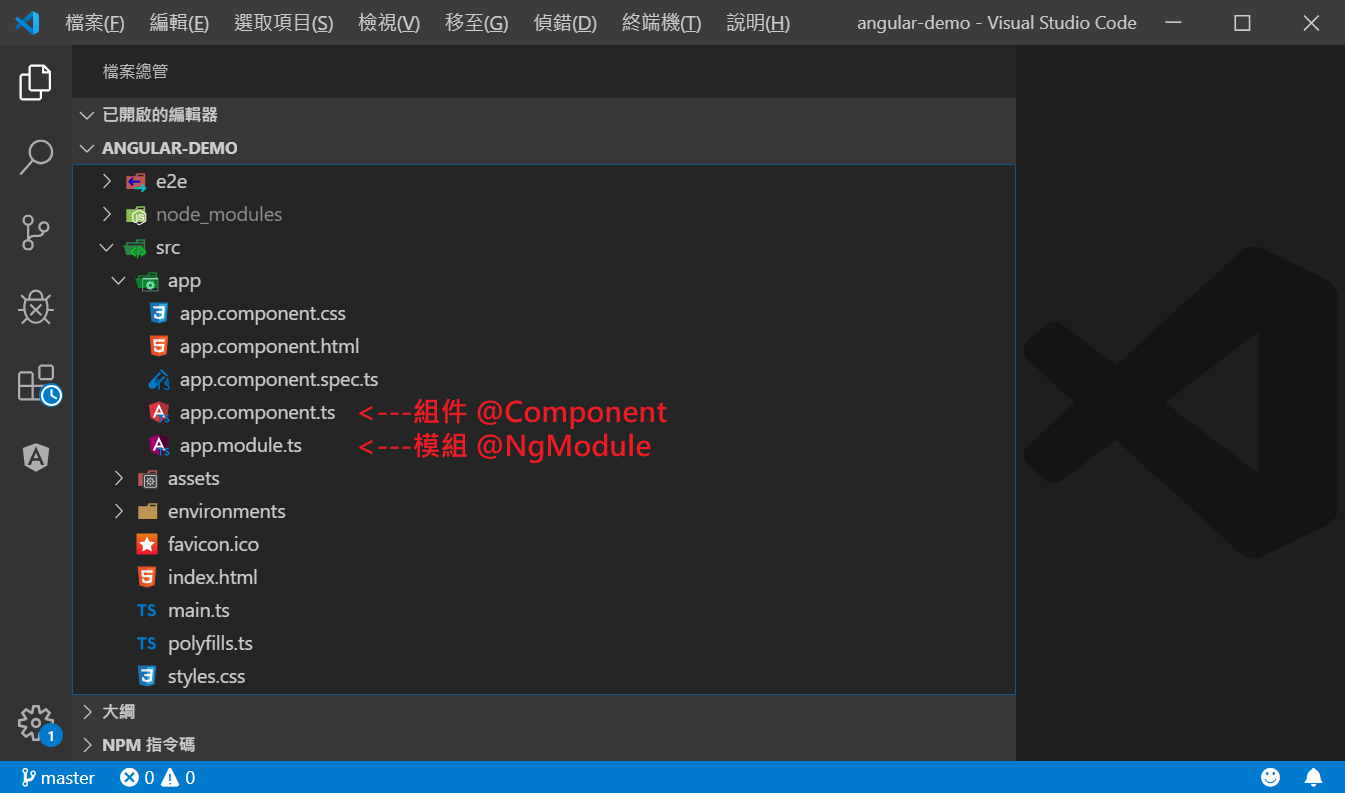 檔案(F) 編輯(E) 選取項目(S) 檢視(V) 移至(G) 偵錯(D) 終端機(T) 說明(H) angular-demo - Visual Studio Code
檔案總管
已開啟的編輯器
ANGULAR-DEMO
e2e
node_modules
src
app
app.component.css
app.component.html
app.component.spec.ts
app.component.ts <---組件 @Component
app.module.ts <---模組 @NgModule
assets
environments
favicon.ico
index.html
TS main.ts
TS polyfills.ts
styles.css
大綱
NPM 指令碼
1
master 0 0